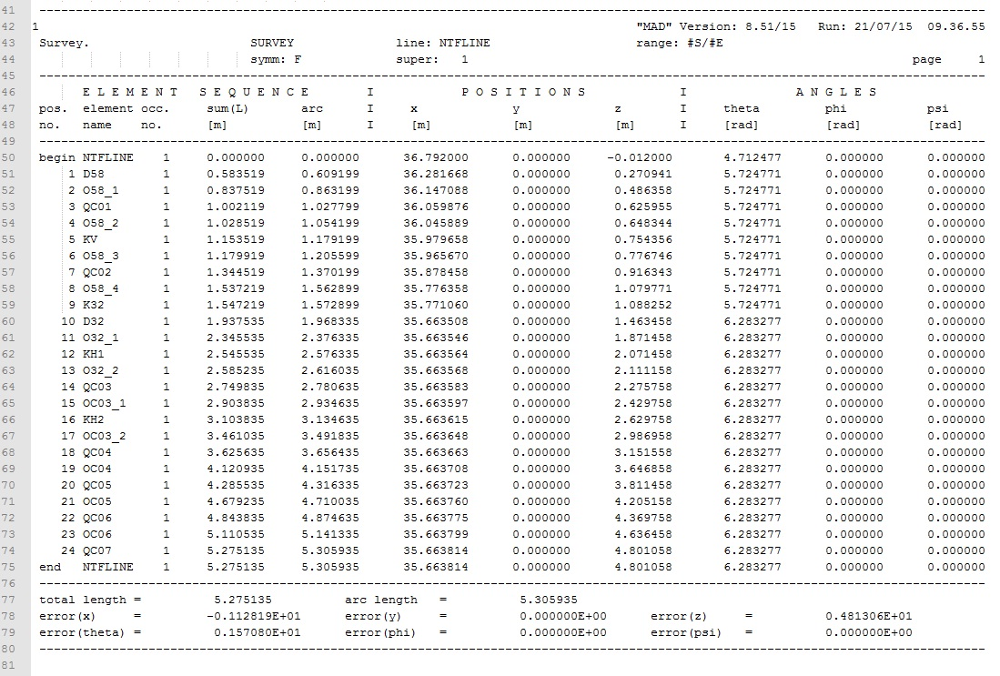 41 ------------------------------------------------------------------------------------------------------------------------------------
42 1                                                                                  "MAD" Version: 8.51/15   Run: 21/07/15  09.36.55
43  Survey.                      SURVEY              line: NTFLINE                    range: #S/#E
44                               symm: F             super:   1                                                             page     1
45 ------------------------------------------------------------------------------------------------------------------------------------
46        E L E M E N T   S E Q U E N C E        I            P O S I T I O N S             I               A N G L E S
47  pos.  element occ.     sum(L)       arc      I     x             y             z        I     theta         phi           psi
48  no.   name    no.      [m]          [m]      I     [m]           [m]           [m]      I     [rad]         [rad]         [rad]
49 ------------------------------------------------------------------------------------------------------------------------------------
50  begin NTFLINE    1     0.000000     0.000000      36.792000      0.000000     -0.012000       4.712477      0.000000      0.000000
51      1 D58        1     0.583519     0.609199      36.281668      0.000000      0.270941       5.724771      0.000000      0.000000
52      2 O58_1      1     0.837519     0.863199      36.147088      0.000000      0.486358       5.724771      0.000000      0.000000
53      3 QC01       1     1.002119     1.027799      36.059876      0.000000      0.625955       5.724771      0.000000      0.000000
54      4 O58_2      1     1.028519     1.054199      36.045889      0.000000      0.648344       5.724771      0.000000      0.000000
55      5 KV         1     1.153519     1.179199      35.979658      0.000000      0.754356       5.724771      0.000000      0.000000
56      6 O58_3      1     1.179919     1.205599      35.965670      0.000000      0.776746       5.724771      0.000000      0.000000
57      7 QC02       1     1.344519     1.370199      35.878458      0.000000      0.916343       5.724771      0.000000      0.000000
58      8 O58_4      1     1.537219     1.562899      35.776358      0.000000      1.079771       5.724771      0.000000      0.000000
59      9 K32        1     1.547219     1.572899      35.771060      0.000000      1.088252       5.724771      0.000000      0.000000
60     10 D32        1     1.937535     1.968335      35.663508      0.000000      1.463458       6.283277      0.000000      0.000000
61     11 O32_1      1     2.345535     2.376335      35.663546      0.000000      1.871458       6.283277      0.000000      0.000000
62     12 KH1        1     2.545535     2.576335      35.663564      0.000000      2.071458       6.283277      0.000000      0.000000
63     13 O32_2      1     2.585235     2.616035      35.663568      0.000000      2.111158       6.283277      0.000000      0.000000
64     14 QC03       1     2.749835     2.780635      35.663583      0.000000      2.275758       6.283277      0.000000      0.000000
65     15 OC03_1     1     2.903835     2.934635      35.663597      0.000000      2.429758       6.283277      0.000000      0.000000
66     16 KH2        1     3.103835     3.134635      35.663615      0.000000      2.629758       6.283277      0.000000      0.000000
67     17 OC03_2     1     3.461035     3.491835      35.663648      0.000000      2.986958       6.283277      0.000000      0.000000
68     18 QC04       1     3.625635     3.656435      35.663663      0.000000      3.151558       6.283277      0.000000      0.000000
69     19 OC04       1     4.120935     4.151735      35.663708      0.000000      3.646858       6.283277      0.000000      0.000000
70     20 QC05       1     4.285535     4.316335      35.663723      0.000000      3.811458       6.283277      0.000000      0.000000
71     21 OC05       1     4.679235     4.710035      35.663760      0.000000      4.205158       6.283277      0.000000      0.000000
72     22 QC06       1     4.843835     4.874635      35.663775      0.000000      4.369758       6.283277      0.000000      0.000000
73     23 OC06       1     5.110535     5.141335      35.663799      0.000000      4.636458       6.283277      0.000000      0.000000
74     24 QC07       1     5.275135     5.305935      35.663814      0.000000      4.801058       6.283277      0.000000      0.000000
75  end   NTFLINE    1     5.275135     5.305935      35.663814      0.000000      4.801058       6.283277      0.000000      0.000000
76 ------------------------------------------------------------------------------------------------------------------------------------
77  total length =          5.275135          arc length   =          5.305935
78  error(x)     =         -0.112819E+01      error(y)     =          0.000000E+00      error(z)     =          0.481306E+01
79  error(theta) =          0.157080E+01      error(phi)   =          0.000000E+00      error(psi)   =          0.000000E+00
80 ------------------------------------------------------------------------------------------------------------------------------------
81